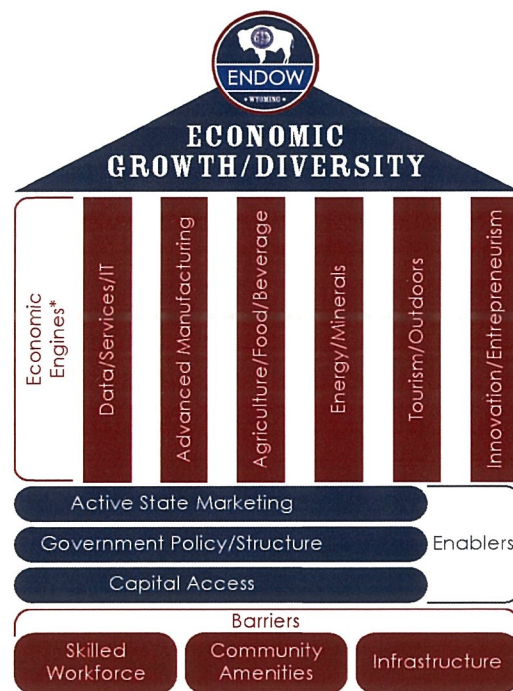 ENDOW
• WYOMING •
ECONOMIC
GROWTH/DIVERSITY
Economic
Engines*
Data/Services/IT
Advanced Manufacturing
Agriculture/Food/Beverage
Energy/Minerals
Tourism/Outdoors
Innovation/Entrepreneurism
Active State Marketing
Government Policy/Structure
Capital Access
Enablers
Barriers
Skilled
Workforce
Community
Amenities
Infrastructure